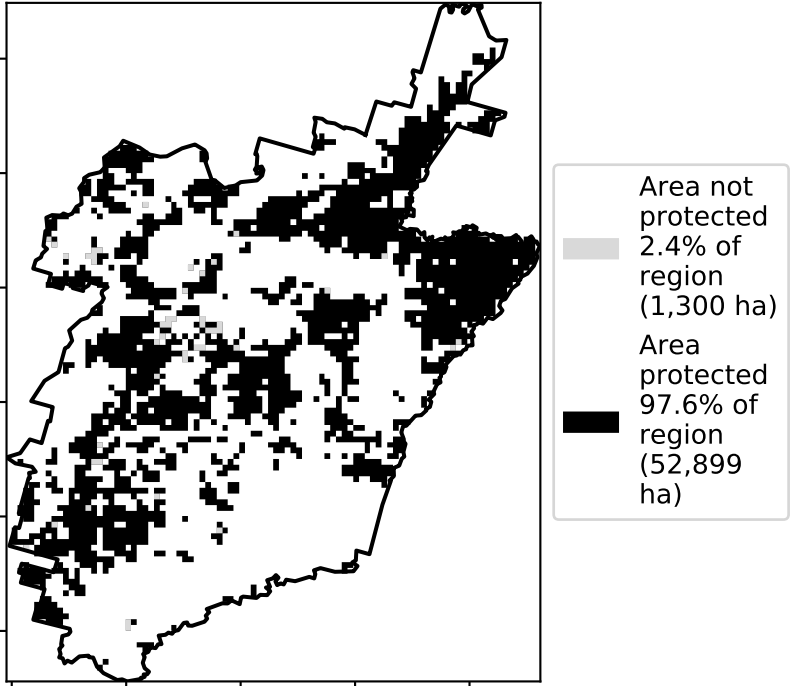 Area not
protected
2.4% of
region
(1,300 ha)
Area
protected
97.6% of
region
(52,899
ha)